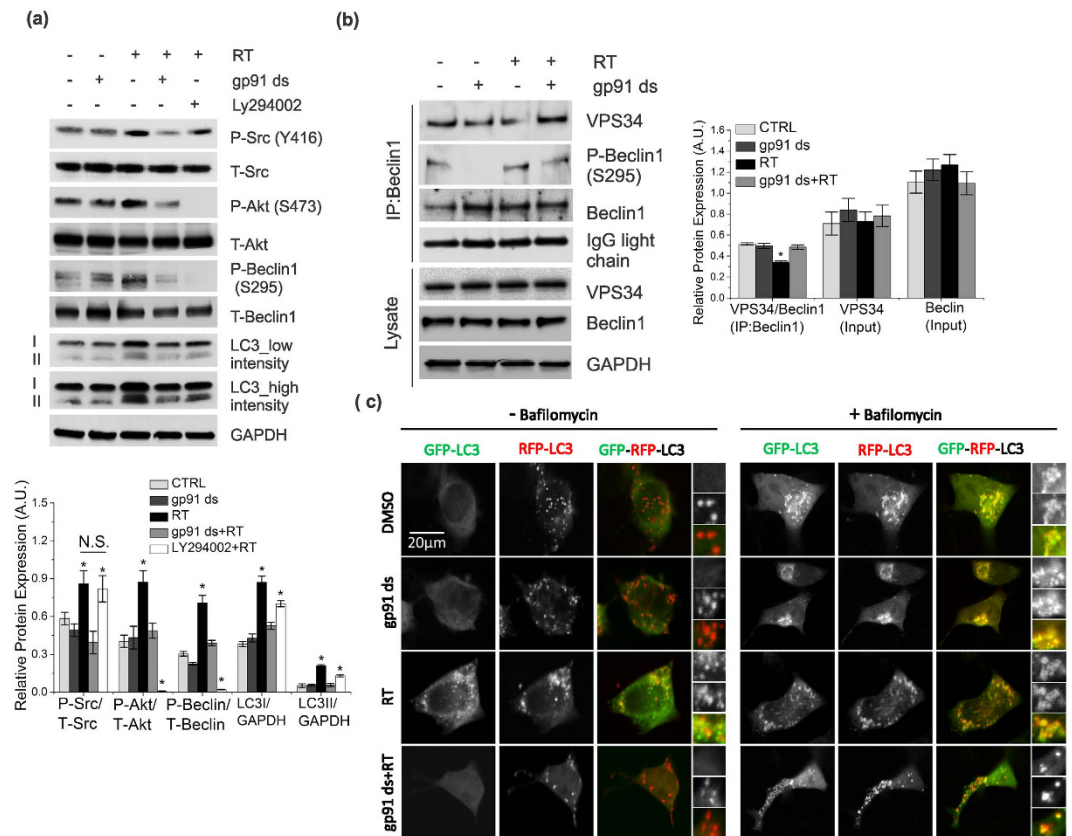 (a)
- - + + + RT
- + - + - gp91 ds
- - - - + Ly294002
P-Src (Y416)
T-Src
P-Akt (S473)
T-Akt
P-Beclin1
(S295)
T-Beclin1
I
II
LC3_low
intensity
I
II
LC3_high
intensity
GAPDH
Relative Protein Expression (A.U.)
1.5
1.2
0.9
0.6
0.3
0.0
CTRL
gp91 ds
RT
gp91 ds+RT
LY294002+RT
N.S.
* * * * * * * * * *
P-Src/
T-Src
P-Akt/
T-Akt
P-Beclin/
T-Beclin
LC3I/
GAPDH
LC3II/
GAPDH
(b)
- - + + RT
- + - + gp91 ds
IP:Beclin1
VPS34
P-Beclin1
(S295)
Beclin1
IgG light
chain
Lysate
VPS34
Beclin1
GAPDH
Relative Protein Expression (A.U.)
1.6
1.4
1.2
1.0
0.8
0.6
0.4
0.2
0.0
CTRL
gp91 ds
RT
gp91 ds+RT
*
VPS34/Beclin1
(IP:Beclin1)
VPS34
(Input)
Beclin
(Input)
( c)
- Bafilomycin
+ Bafilomycin
GFP-LC3 RFP-LC3 GFP-RFP-LC3
GFP-LC3 RFP-LC3 GFP-RFP-LC3
DMSO
20µm
gp91 ds
RT
gp91 ds+RT